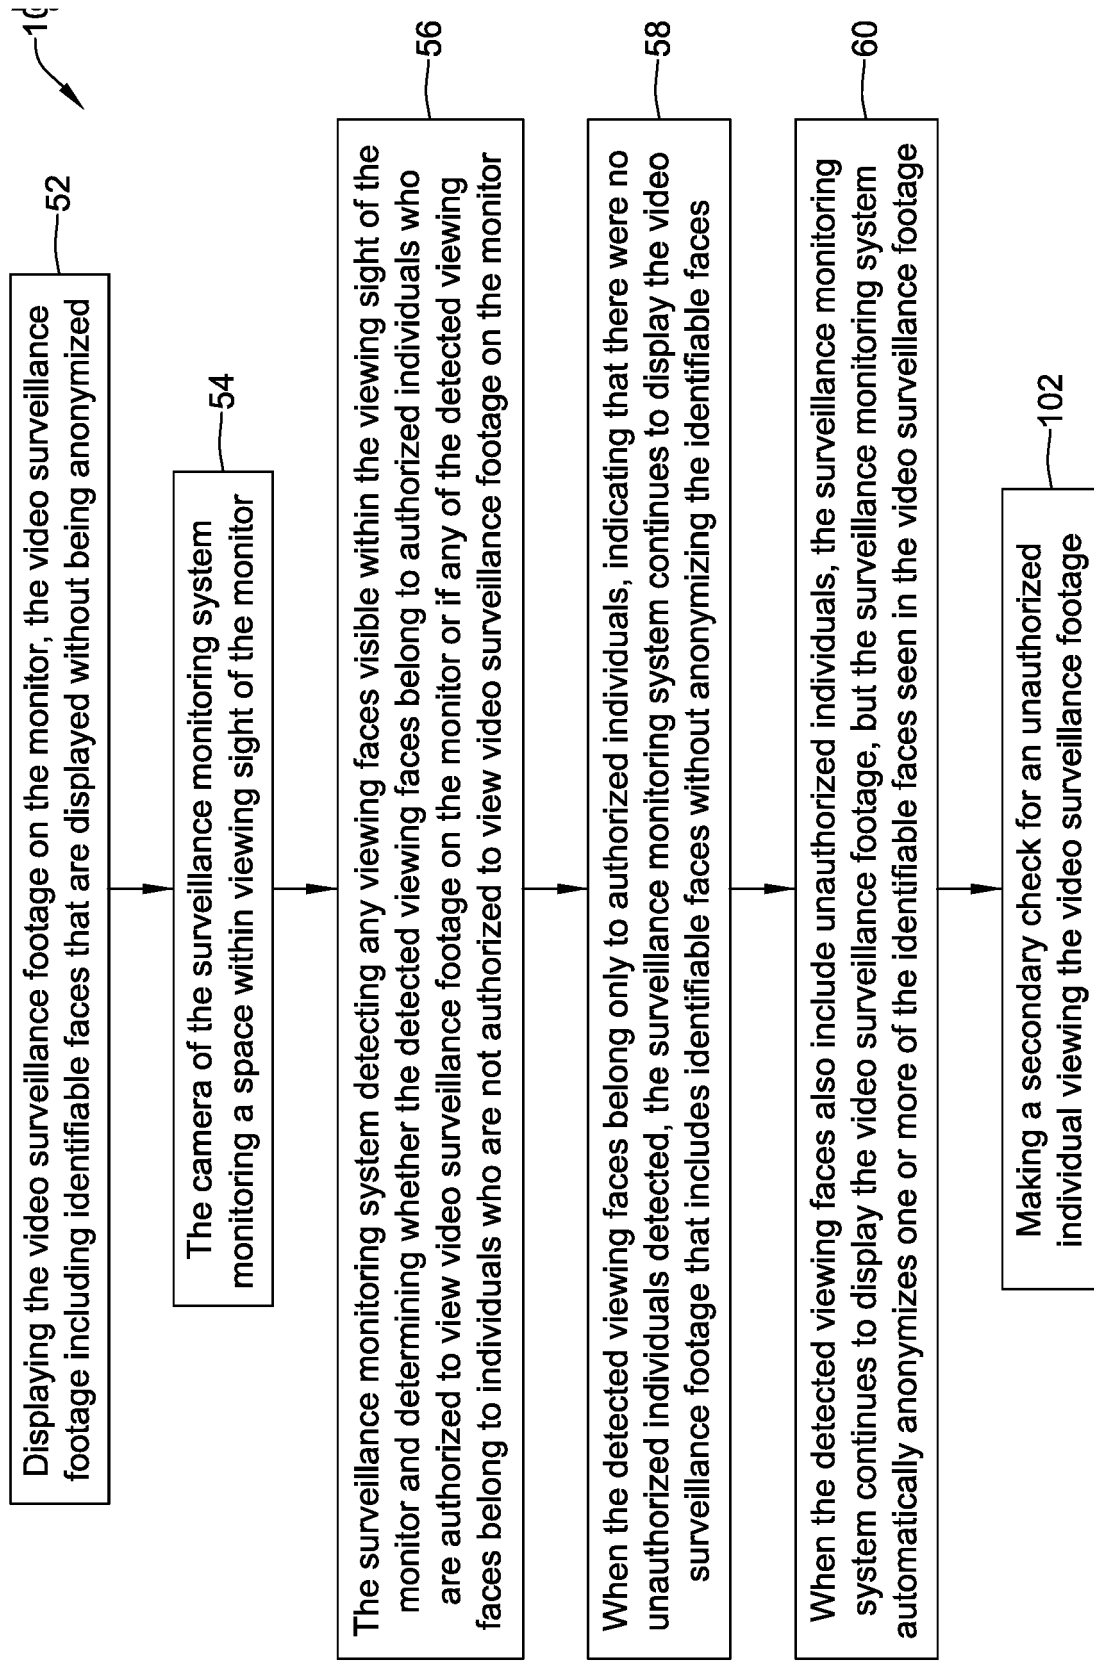 52
Displaying the video surveillance footage on the monitor, the video surveillance
footage including identifiable faces that are displayed without being anonymized
54
The camera of the surveillance monitoring system
monitoring a space within viewing sight of the monitor
56
The surveillance monitoring system detecting any viewing faces visible within the viewing sight of the
monitor and determining whether the detected viewing faces belong to authorized individuals who
are authorized to view video surveillance footage on the monitor or if any of the detected viewing
faces belong to individuals who are not authorized to view video surveillance footage on the monitor
58
When the detected viewing faces belong only to authorized individuals, indicating that there were no
unauthorized individuals detected, the surveillance monitoring system continues to display the video
surveillance footage that includes identifiable faces without anonymizing the identifiable faces
60
When the detected viewing faces also include unauthorized individuals, the surveillance monitoring
system continues to display the video surveillance footage, but the surveillance monitoring system
automatically anonymizes one or more of the identifiable faces seen in the video surveillance footage
102
Making a secondary check for an unauthorized
individual viewing the video surveillance footage